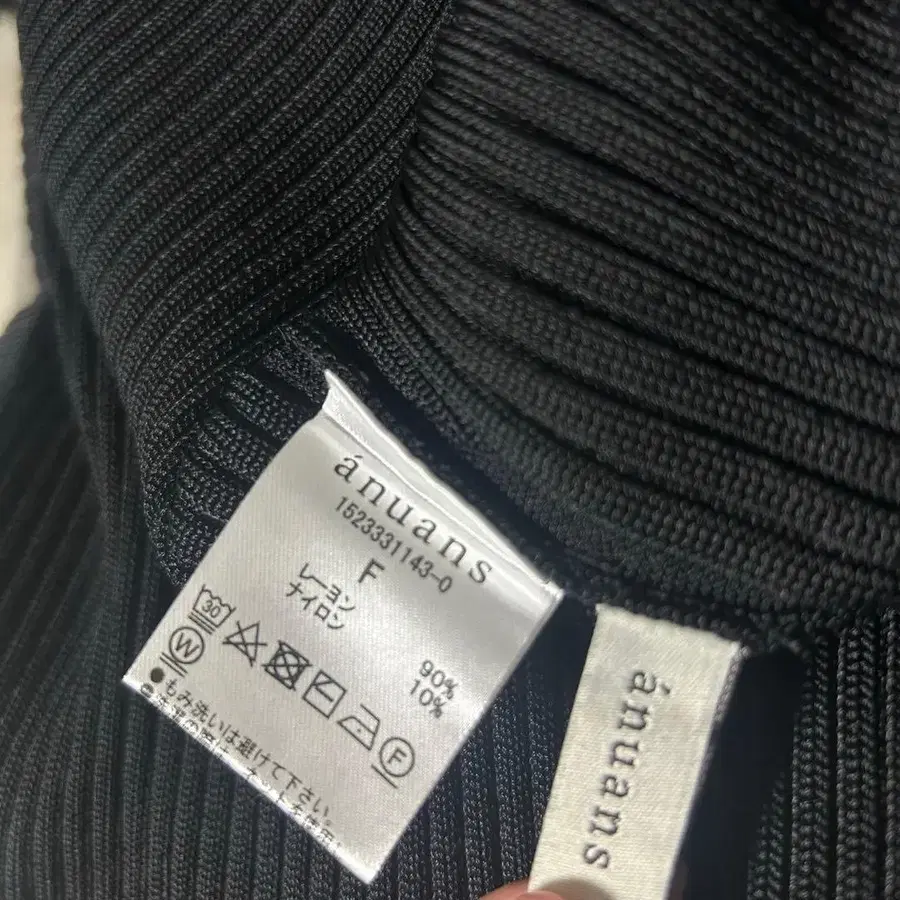 ánuans
1523331143-0
F
レーヨン 90%
ナイロン 10%
30
W
F
●もみ洗いは避けて下さい。
ánuans